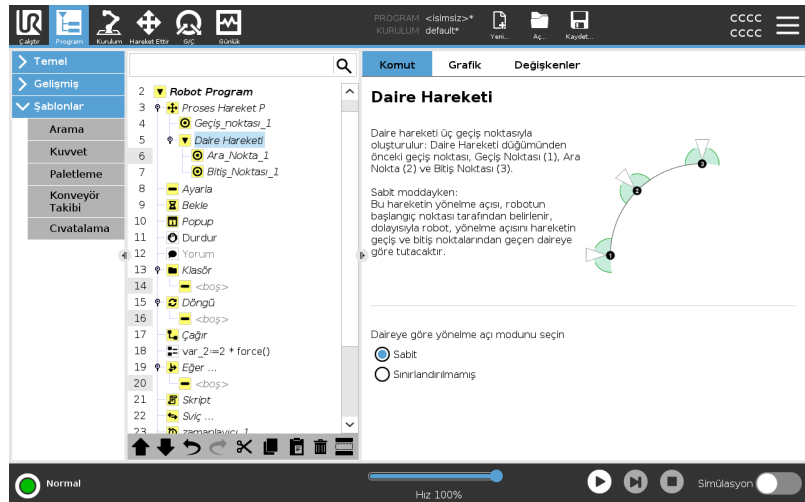 UR
PROGRAM <isimsiz>*
KURULUM default*
cccc
cccc
Çalıştır Program Kurulum Hareket Ettir G/Ç Günlük Yeni... Aç... Kaydet...
Temel
Gelişmiş
Şablonlar
Arama
Kuvvet
Paletleme
Konveyör
Takibi
Cıvatalama
2 Robot Program
3 Proses Hareket P
4 Geçiş_noktası_1
5 Daire Hareketi
6 Ara_Nokta_1
7 Bitiş_Noktası_1
8 Ayarla
9 Bekle
10 Popup
11 Durdur
12 Yorum
13 Klasör
14 <boş>
15 Döngü
16 <boş>
17 Çağır
18 var_2:=2 * force()
19 Eğer ...
20 <boş>
21 Skript
22 Sviç ...
23 zamanlayıcı_1
Komut Grafik Değişkenler
Daire Hareketi
Daire hareketi üç geçiş noktasıyla
oluşturulur: Daire Hareketi düğümünden
önceki geçiş noktası, Geçiş Noktası (1), Ara
Nokta (2) ve Bitiş Noktası (3).
Sabit moddayken:
Bu hareketin yönelme açısı, robotun
başlangıç noktası tarafından belirlenir,
dolayısıyla robot, yönelme açısını hareketin
geçiş ve bitiş noktalarından geçen daireye
göre tutacaktır.
3
2
1
Daireye göre yönelme açı modunu seçin
Sabit
Sınırlandırılmamış
Normal
Hız 100%
Simülasyon